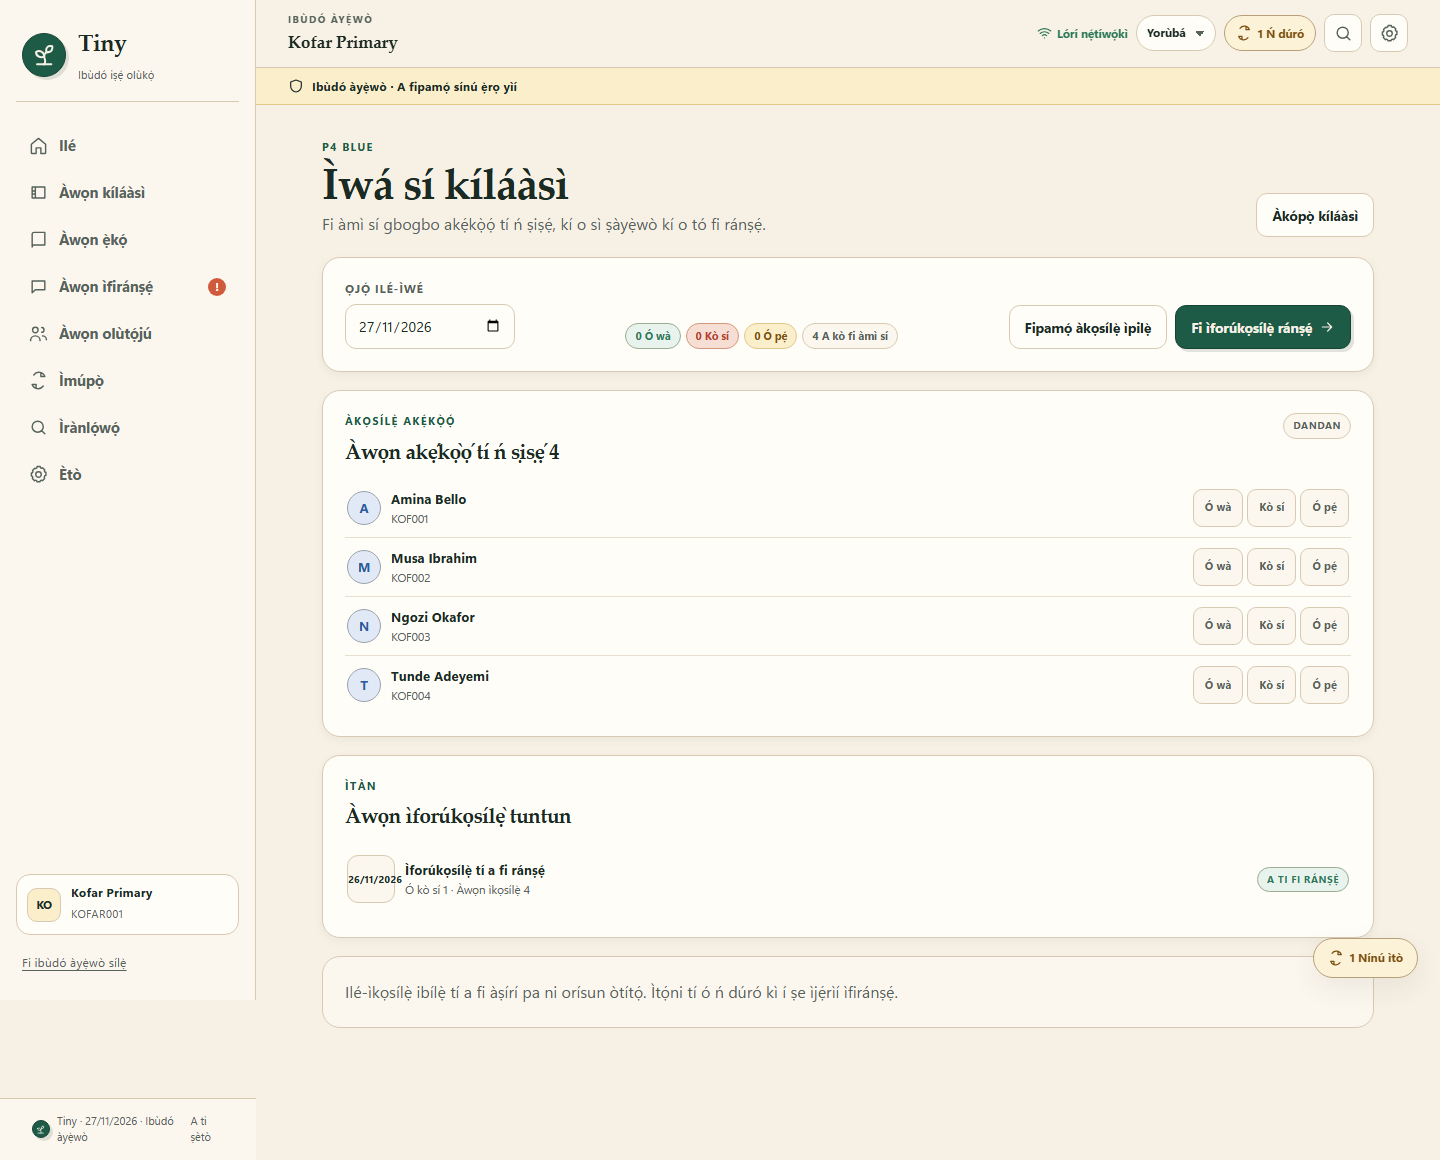 Tiny
Ibùdó iṣẹ́ olùkọ́
Ilé
Àwọn kíláàsì
Àwọn ẹ̀kọ́
Àwọn ìfiránṣẹ́
!
Àwọn olùtọ́jú
Ìmúpọ̀
Ìrànlọ́wọ́
Ètò
KO
Kofar Primary
KOFAR001
Fi ibùdó àyẹ̀wò sílẹ̀
Tiny · 27/11/2026 · Ibùdó àyẹ̀wò
A ti ṣètò
IBÙDÓ ÀYẸ̀WÒ
Kofar Primary
Lórí nẹ́tíwọ́kì
Yorùbá
1 Ń dúró
Ibùdó àyẹ̀wò · A fipamọ́ sínú ẹ̀rọ yìí
P4 BLUE
Ìwá sí kíláàsì
Fi àmì sí gbogbo akẹ́kọ̀ọ́ tí ń ṣiṣẹ́, kí o sì ṣàyẹ̀wò kí o tó fi ránṣẹ́.
Àkópọ̀ kíláàsì
ỌJỌ́ ILÉ-ÌWÉ
27/11/2026
0 Ó wà
0 Kò sí
0 Ó pẹ́
4 A kò fi àmì sí
Fipamọ́ àkọsílẹ̀ ìpilẹ̀
Fi ìforúkọsílẹ̀ ránṣẹ́
ÀKỌSÍLẸ̀ AKẸ́KỌ̀Ọ́
Àwọn akẹ́kọ̀ọ́ tí ń ṣiṣẹ́ 4
DANDAN
A
Amina Bello
KOF001
Ó wà
Kò sí
Ó pẹ́
M
Musa Ibrahim
KOF002
Ó wà
Kò sí
Ó pẹ́
N
Ngozi Okafor
KOF003
Ó wà
Kò sí
Ó pẹ́
T
Tunde Adeyemi
KOF004
Ó wà
Kò sí
Ó pẹ́
ÌTÀN
Àwọn ìforúkọsílẹ̀ tuntun
26/11/2026
Ìforúkọsílẹ̀ tí a fi ránṣẹ́
Ó kò sí 1 · Àwọn ìkọsílẹ̀ 4
A TI FI RÁNṢẸ́
1 Nínú ìtò
Ilé-ìkọsílẹ̀ ibílẹ̀ tí a fi àṣírí pa ni orísun òtítọ́. Ìtọ́ni tí ó ń dúró kì í ṣe ìjẹ́rìí ìfiránṣẹ́.